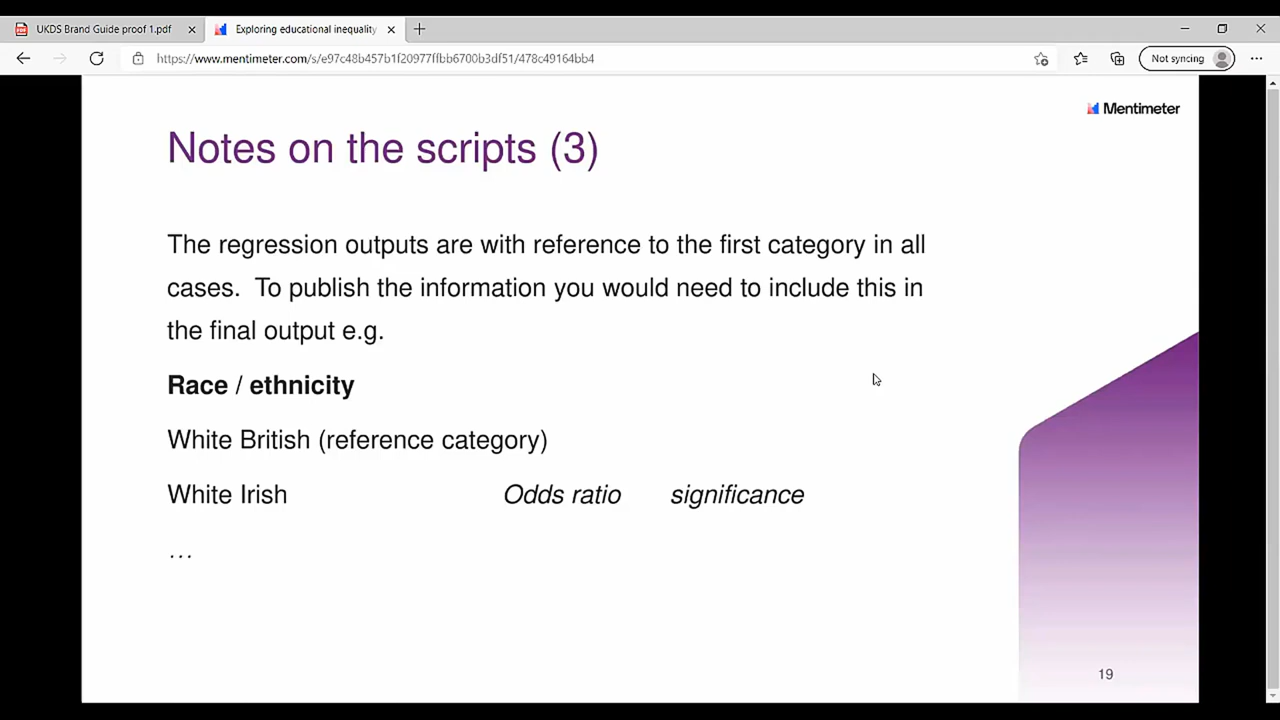 UKDS Brand Guide proof 1.pdf
Exploring educational inequality
https://www.mentimeter.com/s/e97c48b457b1f20977ffbb6700b3df51/478c49164bb4
Not syncing
Mentimeter
Notes on the scripts (3)
The regression outputs are with reference to the first category in all
cases. To publish the information you would need to include this in
the final output e.g.
Race / ethnicity
White British (reference category)
White Irish Odds ratio significance
…
19